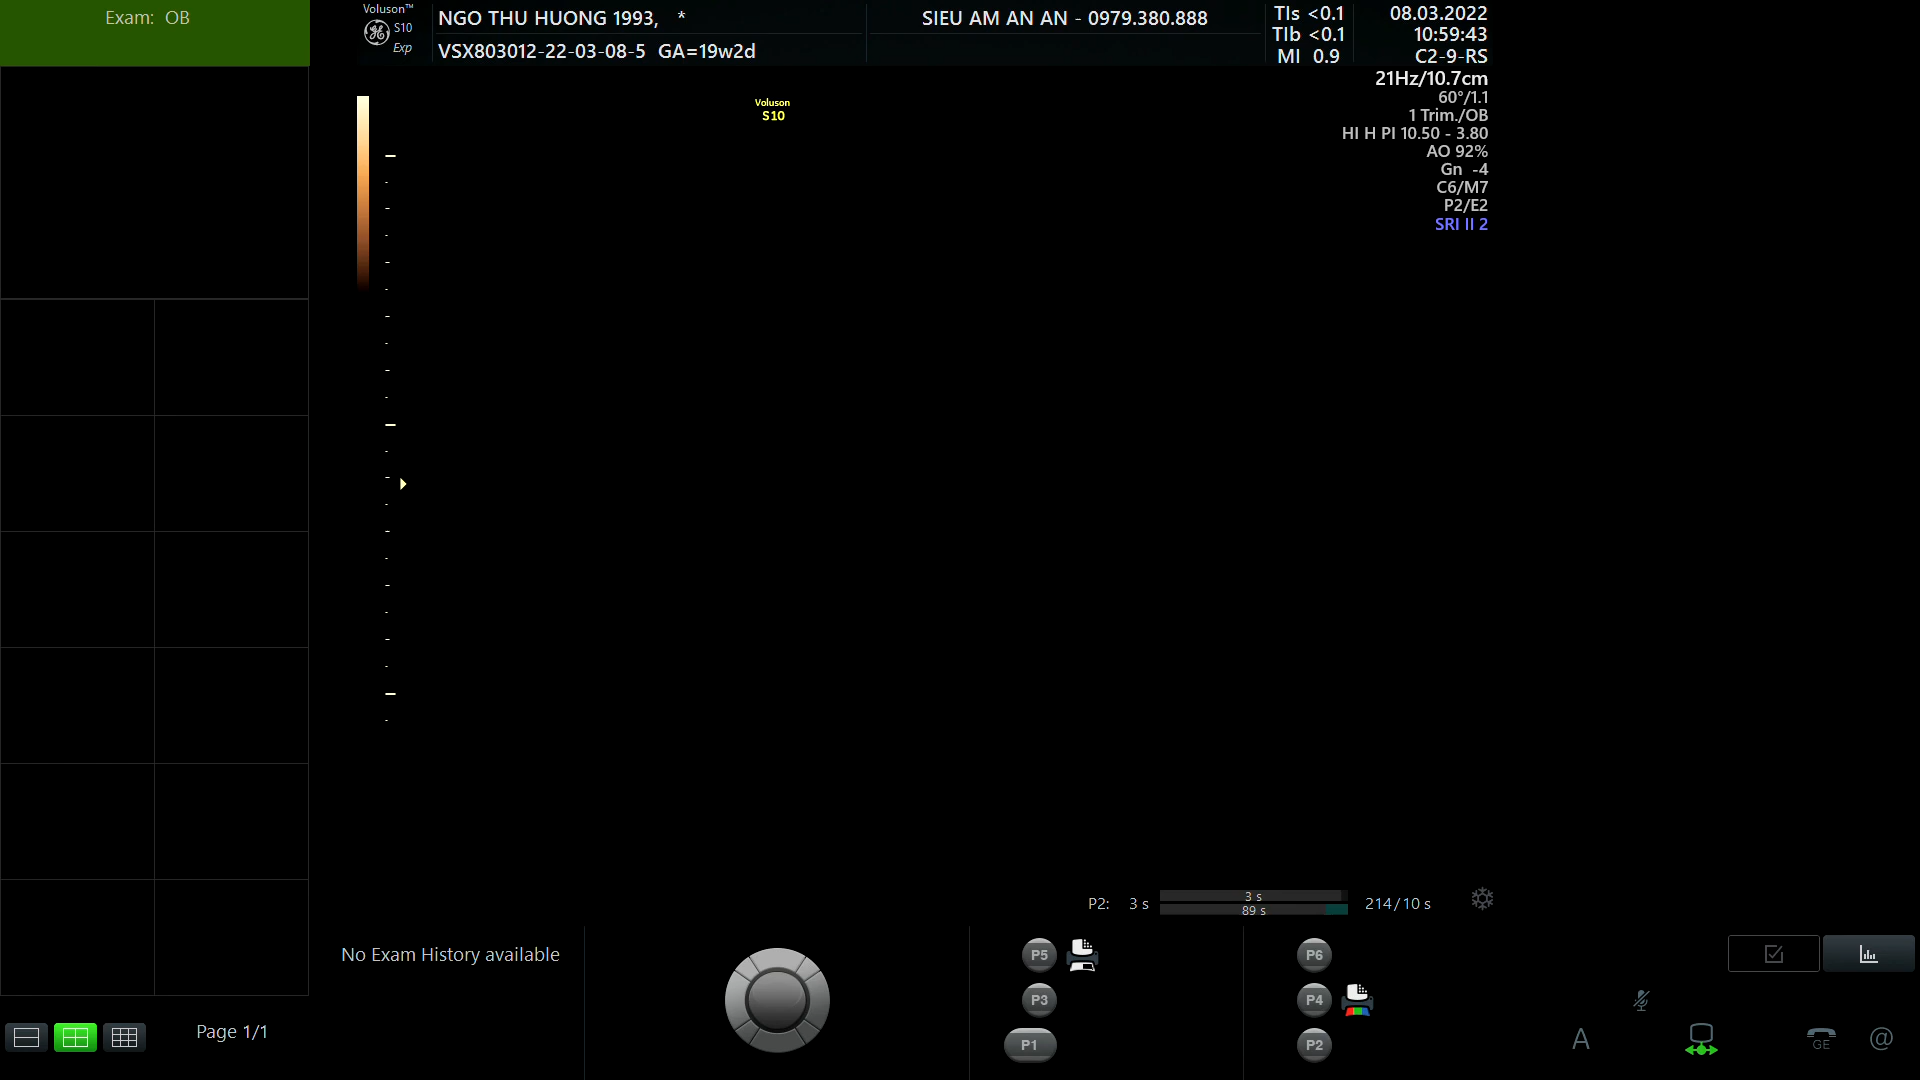 Exam: OB
Voluson™
S10
Exp
NGO THU HUONG 1993, *
VSX803012-22-03-08-5 GA=19w2d
SIEU AM AN AN - 0979.380.888
TIs <0.1
TIb <0.1
MI 0.9
08.03.2022
10:59:43
C2-9-RS
21Hz/10.7cm
60°/1.1
1 Trim./OB
HI H PI 10.50 - 3.80
AO 92%
Gn -4
C6/M7
P2/E2
SRI II 2
Voluson
S10
P2: 3 s
3 s
89 s
214/10 s
No Exam History available
P5
P3
P1
P6
P4
P2
Page 1/1
A
GE
@